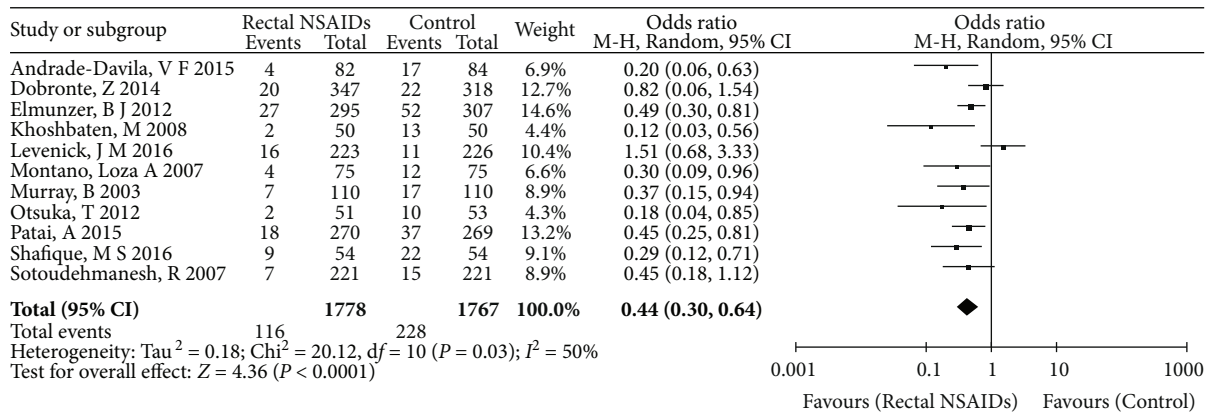 Study or subgroup Rectal NSAIDs Control Weight Odds ratio Odds ratio
Events Total Events Total M-H, Random, 95% CI M-H, Random, 95% CI
Andrade-Davila, V F 2015 4 82 17 84 6.9% 0.20 (0.06, 0.63)
Dobronte, Z 2014 20 347 22 318 12.7% 0.82 (0.06, 1.54)
Elmunzer, B J 2012 27 295 52 307 14.6% 0.49 (0.30, 0.81)
Khoshbaten, M 2008 2 50 13 50 4.4% 0.12 (0.03, 0.56)
Levenick, J M 2016 16 223 11 226 10.4% 1.51 (0.68, 3.33)
Montano, Loza A 2007 4 75 12 75 6.6% 0.30 (0.09, 0.96)
Murray, B 2003 7 110 17 110 8.9% 0.37 (0.15, 0.94)
Otsuka, T 2012 2 51 10 53 4.3% 0.18 (0.04, 0.85)
Patai, A 2015 18 270 37 269 13.2% 0.45 (0.25, 0.81)
Shafique, M S 2016 9 54 22 54 9.1% 0.29 (0.12, 0.71)
Sotoudehmanesh, R 2007 7 221 15 221 8.9% 0.45 (0.18, 1.12)
Total (95% CI) 1778 1767 100.0% 0.44 (0.30, 0.64)
Total events 116 228
Heterogeneity: Tau² = 0.18; Chi² = 20.12, df = 10 (P = 0.03); I² = 50%
Test for overall effect: Z = 4.36 (P < 0.0001)
0.001 0.1 1 10 1000
Favours (Rectal NSAIDs) Favours (Control)